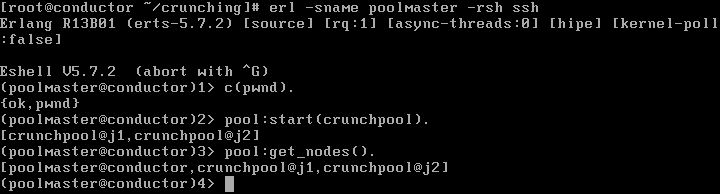 [root@conductor ~/crunching]# erl -sname poolmaster -rsh ssh
Erlang R13B01 (erts-5.7.2) [source] [rq:1] [async-threads:0] [hipe] [kernel-poll
:false]
Eshell V5.7.2  (abort with ^G)
(poolmaster@conductor)1> c(pwnd).
{ok,pwnd}
(poolmaster@conductor)2> pool:start(crunchpool).
[crunchpool@j1,crunchpool@j2]
(poolmaster@conductor)3> pool:get_nodes().
[poolmaster@conductor,crunchpool@j1,crunchpool@j2]
(poolmaster@conductor)4>